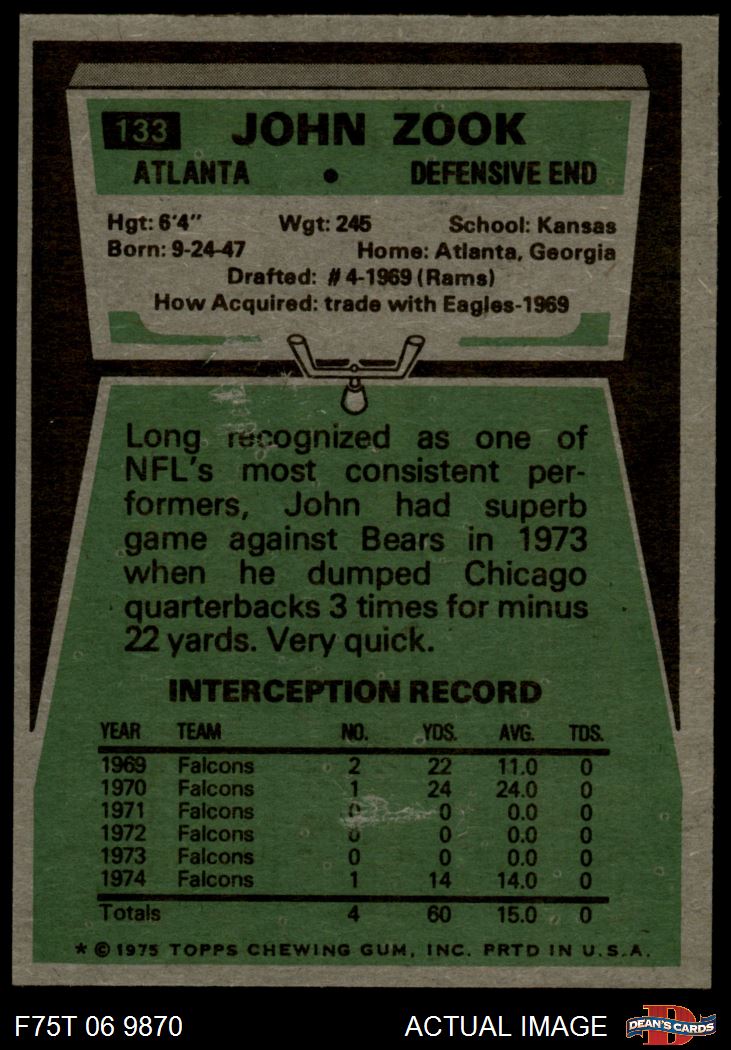 133 JOHN ZOOK
ATLANTA • DEFENSIVE END
Hgt: 6'4" Wgt: 245 School: Kansas
Born: 9-24-47 Home: Atlanta, Georgia
Drafted: #4-1969 (Rams)
How Acquired: trade with Eagles-1969
Long recognized as one of
NFL's most consistent per-
formers, John had superb
game against Bears in 1973
when he dumped Chicago
quarterbacks 3 times for minus
22 yards. Very quick.
INTERCEPTION RECORD
YEAR TEAM NO. YDS. AVG. TDS.
1969 Falcons 2 22 11.0 0
1970 Falcons 1 24 24.0 0
1971 Falcons 0 0 0.0 0
1972 Falcons 0 0 0.0 0
1973 Falcons 0 0 0.0 0
1974 Falcons 1 14 14.0 0
Totals 4 60 15.0 0
* © 1975 TOPPS CHEWING GUM, INC. PRTD IN U.S.A.
F75T 06 9870 ACTUAL IMAGE DEAN'S CARDS